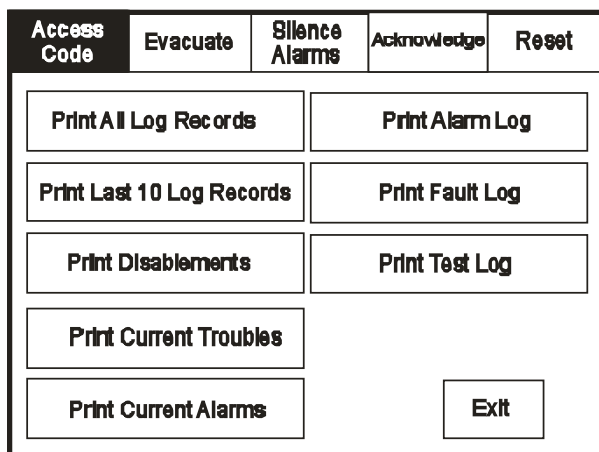 Access
Code
Evacuate
Silence
Alarms
Acknowledge
Reset
Print All Log Records
Print Alarm Log
Print Last 10 Log Records
Print Fault Log
Print Disablements
Print Test Log
Print Current Troubles
Print Current Alarms
Exit